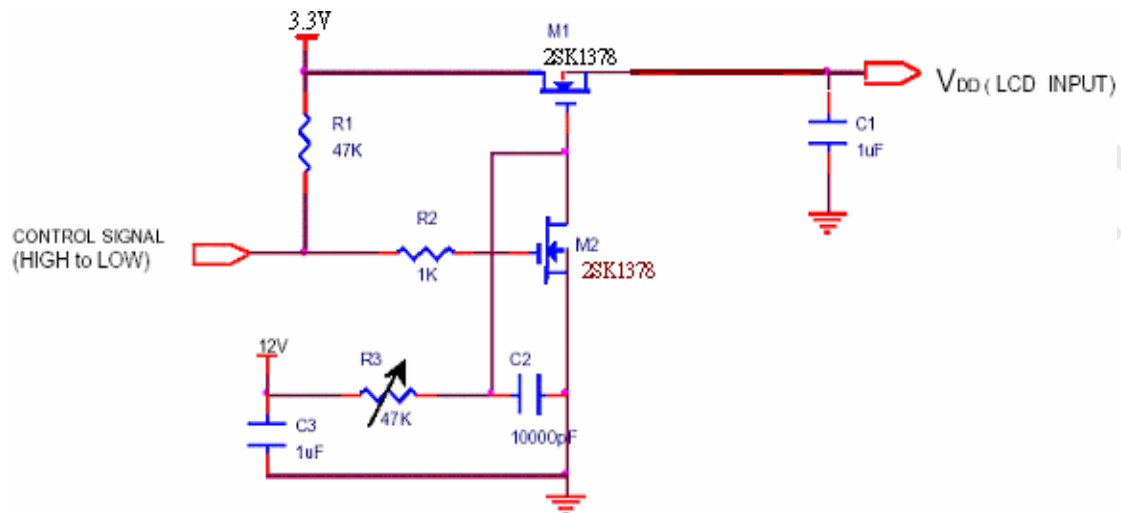 3.3V
M1
2SK1378
VDD ( LCD INPUT)
R1
47K
C1
1uF
R2
1K
CONTROL SIGNAL
(HIGH to LOW)
M2
2SK1378
12V
R3
47K
C2
10000pF
C3
1uF